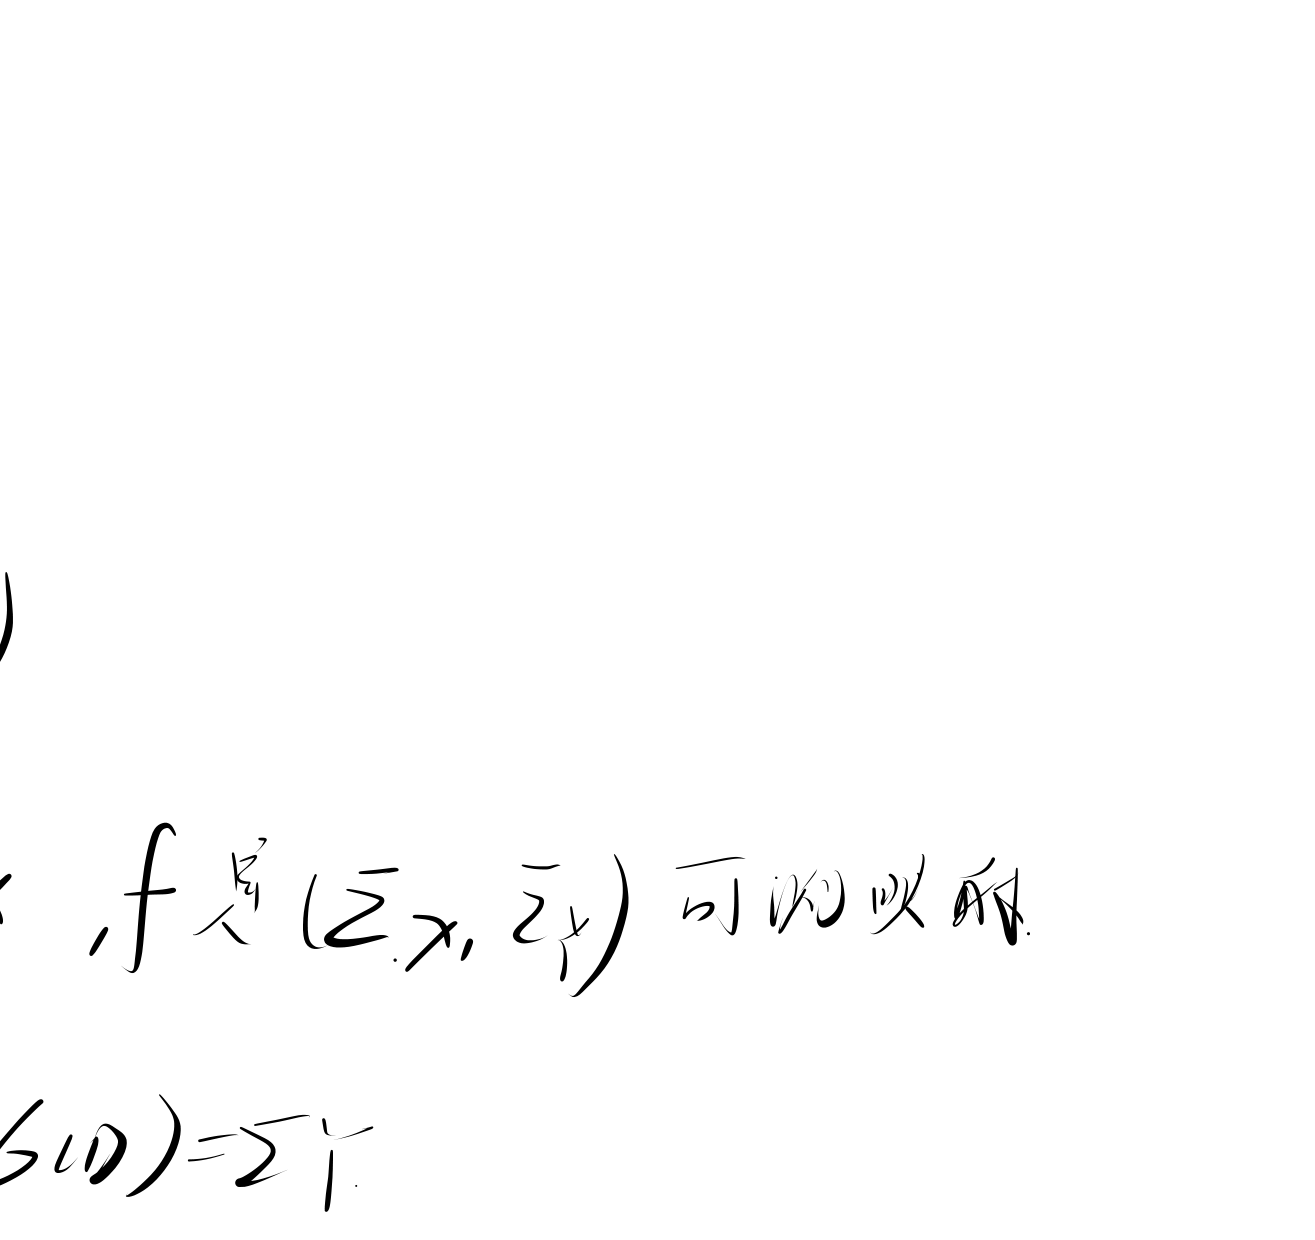 )
, f 是 (Σx, Σy) 可测映射.
σ(D) = ΣY.